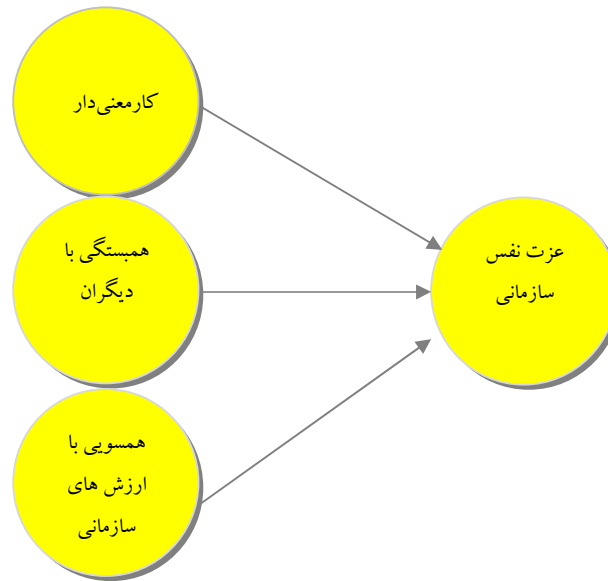 کارمعنی‌دار
همبستگی با
دیگران
همسویی با
ارزش های
سازمانی
عزت نفس
سازمانی